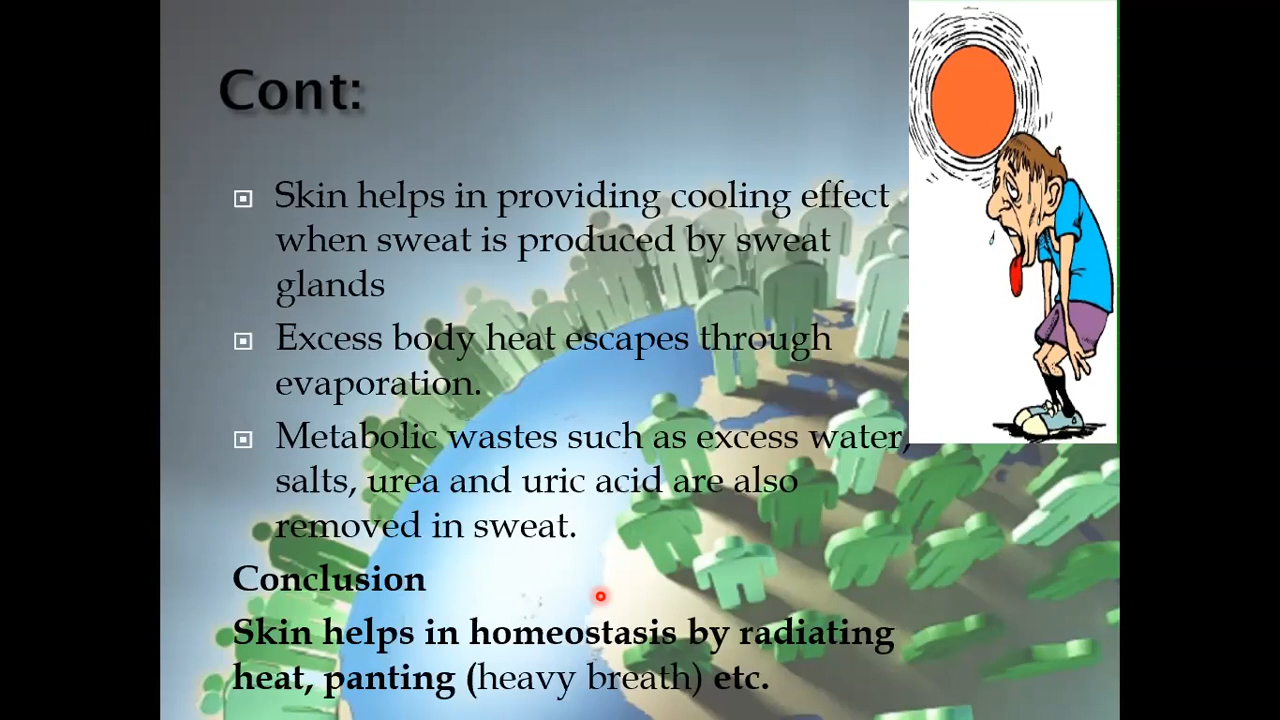 Cont:
Skin helps in providing cooling effect
when sweat is produced by sweat
glands
Excess body heat escapes through
evaporation.
Metabolic wastes such as excess water,
salts, urea and uric acid are also
removed in sweat.
Conclusion
Skin helps in homeostasis by radiating
heat, panting (heavy breath) etc.